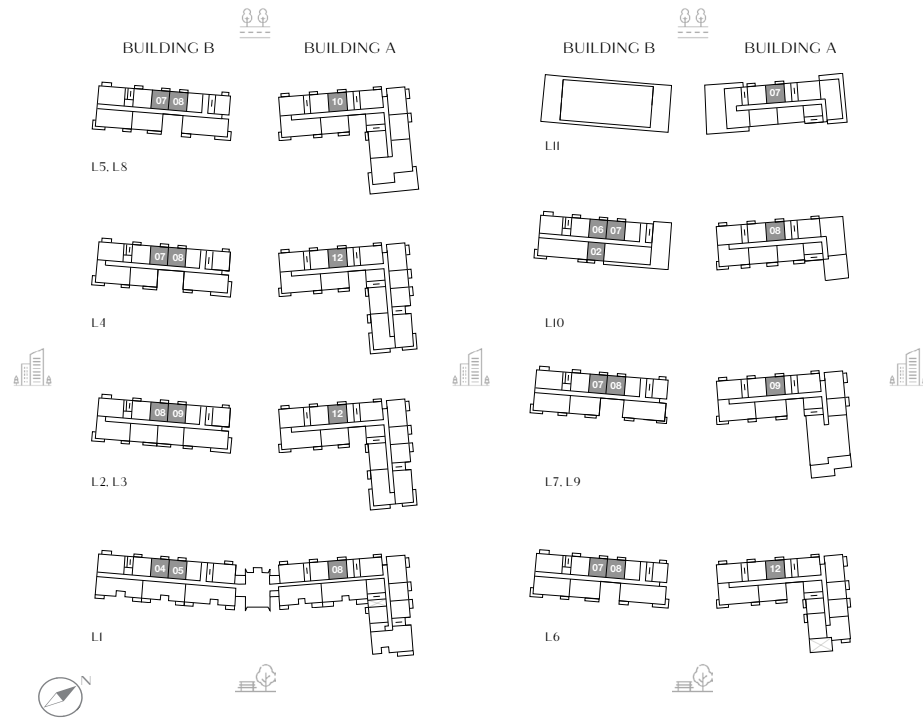 BUILDING B BUILDING A
07 08 10
L5, L8
07 08 12
L4
08 09 12
L2, L3
04 05 08
L1
N
BUILDING B BUILDING A
07
L11
06 07 08
02
L10
07 08 09
L7, L9
07 08 12
L6